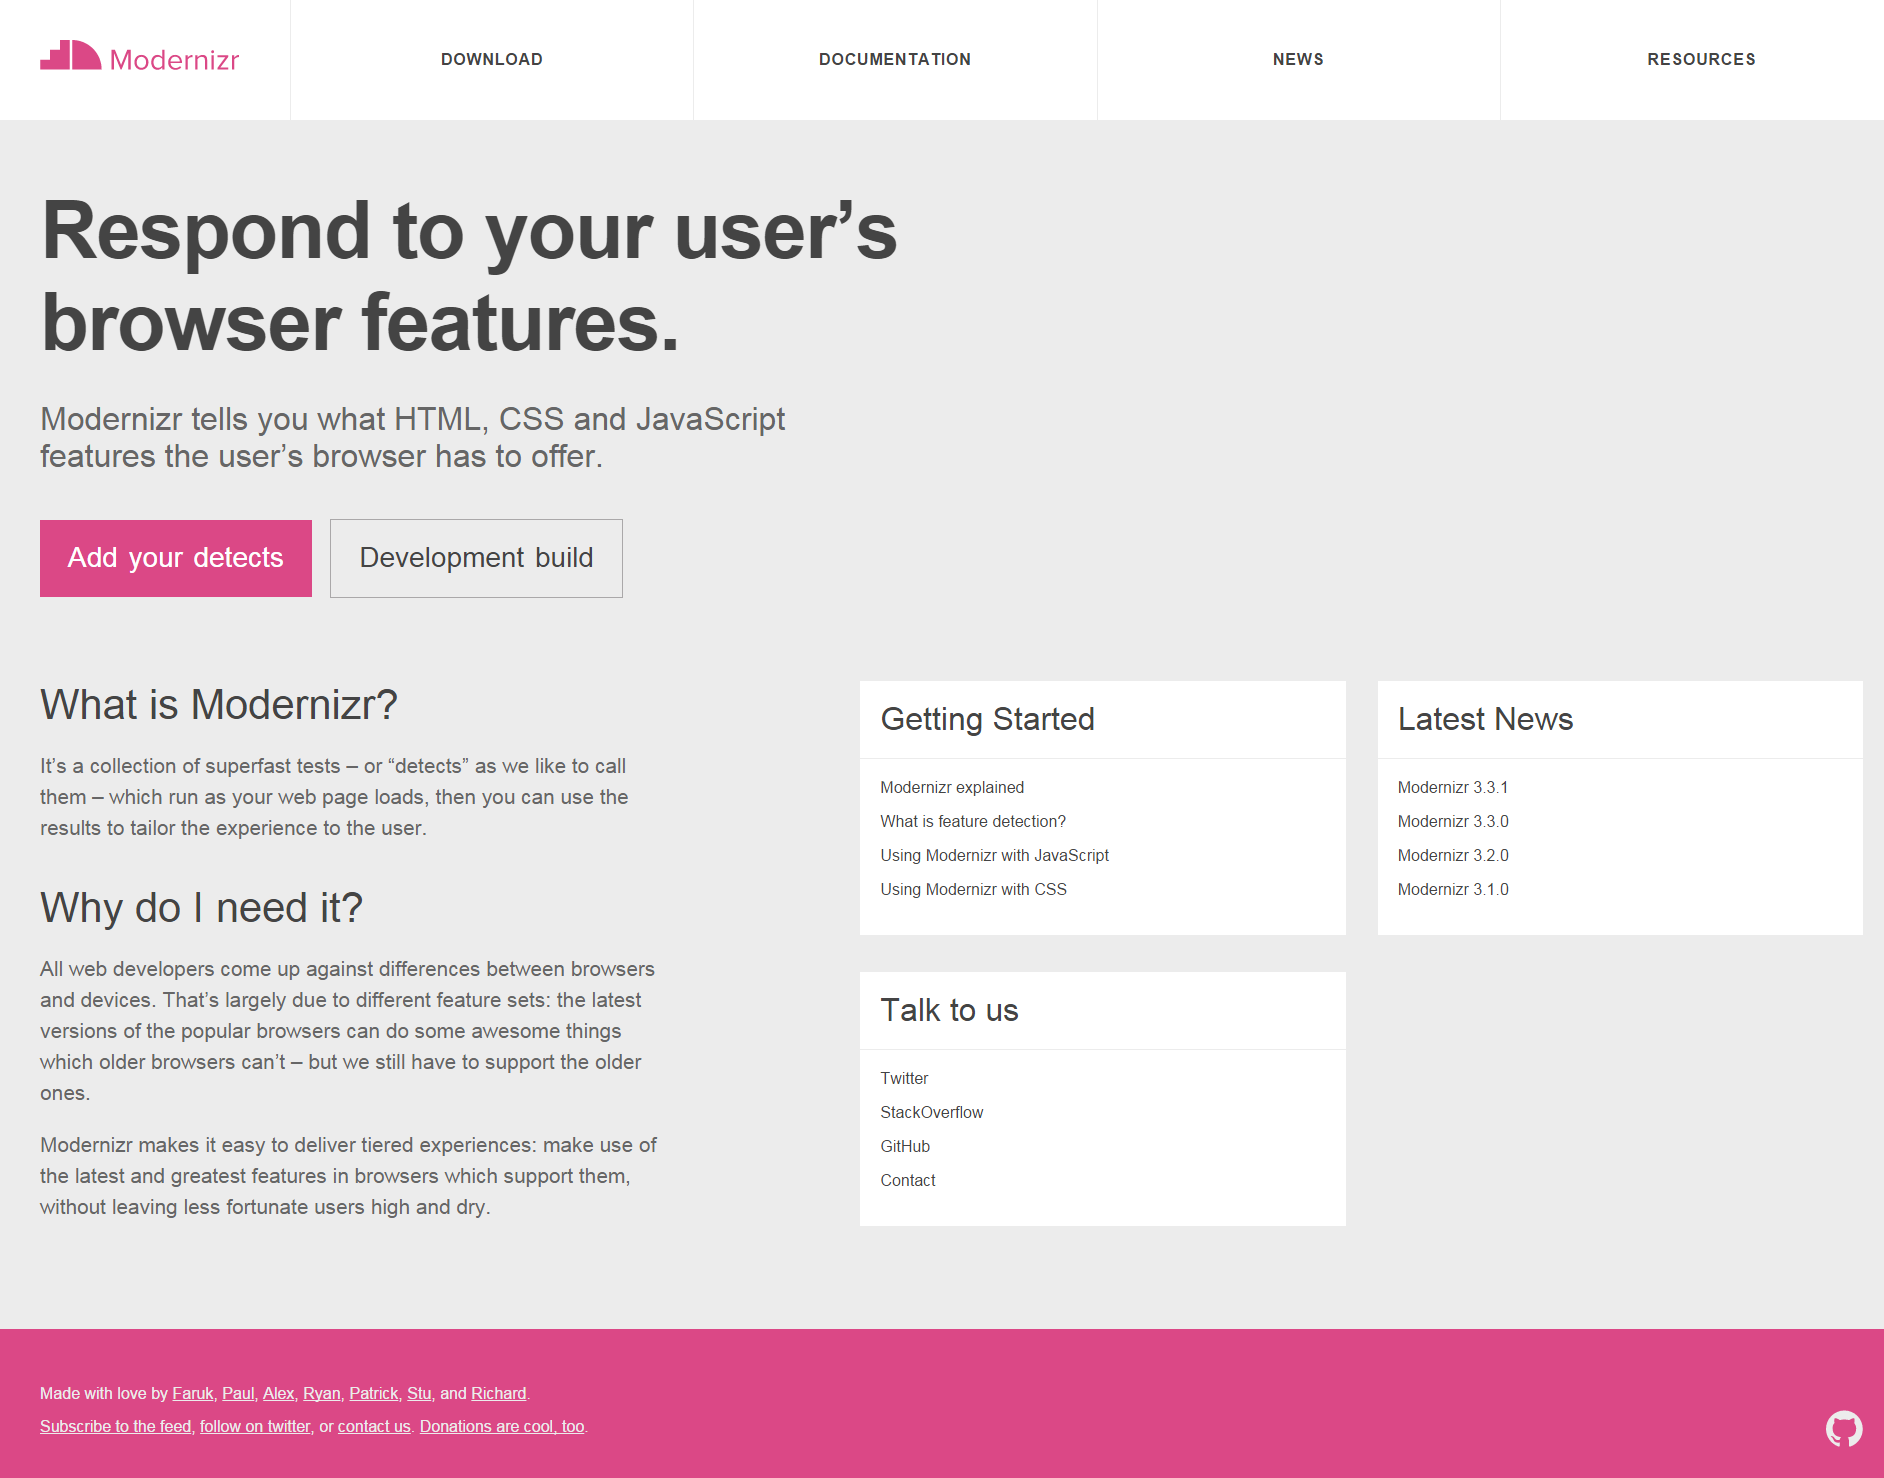 Modernizr
DOWNLOAD
DOCUMENTATION
NEWS
RESOURCES
Respond to your user’s
browser features.
Modernizr tells you what HTML, CSS and JavaScript
features the user’s browser has to offer.
Add your detects
Development build
What is Modernizr?
It’s a collection of superfast tests – or “detects” as we like to call
them – which run as your web page loads, then you can use the
results to tailor the experience to the user.
Why do I need it?
All web developers come up against differences between browsers
and devices. That’s largely due to different feature sets: the latest
versions of the popular browsers can do some awesome things
which older browsers can’t – but we still have to support the older
ones.
Modernizr makes it easy to deliver tiered experiences: make use of
the latest and greatest features in browsers which support them,
without leaving less fortunate users high and dry.
Getting Started
Modernizr explained
What is feature detection?
Using Modernizr with JavaScript
Using Modernizr with CSS
Latest News
Modernizr 3.3.1
Modernizr 3.3.0
Modernizr 3.2.0
Modernizr 3.1.0
Talk to us
Twitter
StackOverflow
GitHub
Contact
Made with love by Faruk, Paul, Alex, Ryan, Patrick, Stu, and Richard.
Subscribe to the feed, follow on twitter, or contact us. Donations are cool, too.